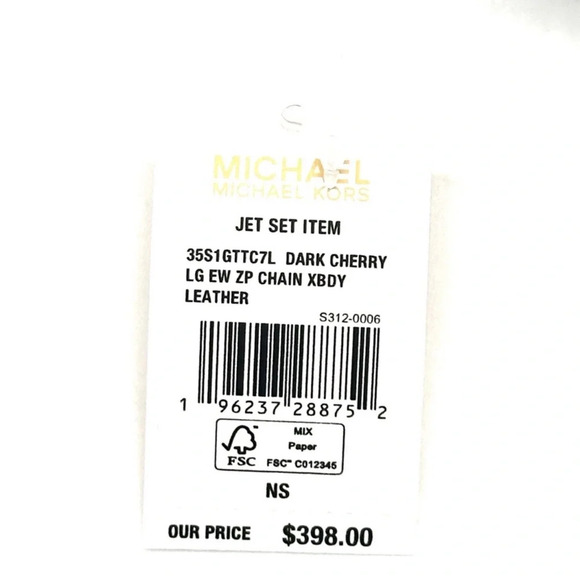 MICHAEL
MICHAEL KORS
JET SET ITEM
35S1GTTC7L DARK CHERRY
LG EW ZP CHAIN XBDY
LEATHER
S312-0006
1 96237 28875 2
FSC
MIX
Paper
FSC™ C012345
NS
OUR PRICE $398.00